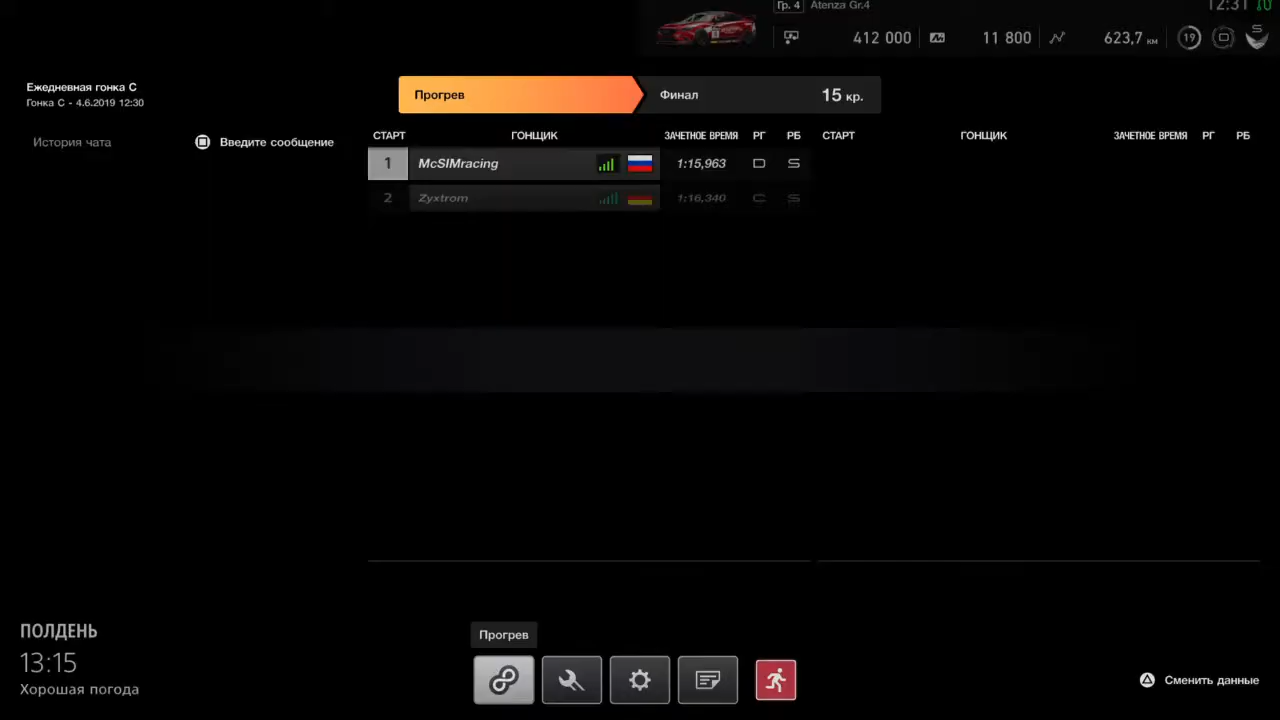 Гр. 4 Atenza Gr.4
12:31
412 000 11 800 623,7 км 19 S
Ежедневная гонка C
Гонка C - 4.6.2019 12:30
Прогрев Финал 15 кр.
История чата Введите сообщение
СТАРТ ГОНЩИК ЗАЧЕТНОЕ ВРЕМЯ РГ РБ СТАРТ ГОНЩИК ЗАЧЕТНОЕ ВРЕМЯ РГ РБ
1 McSIMracing 1:15,963 D S
2 Zyxtrom 1:16,340 C S
ПОЛДЕНЬ
13:15
Хорошая погода
Прогрев
Сменить данные